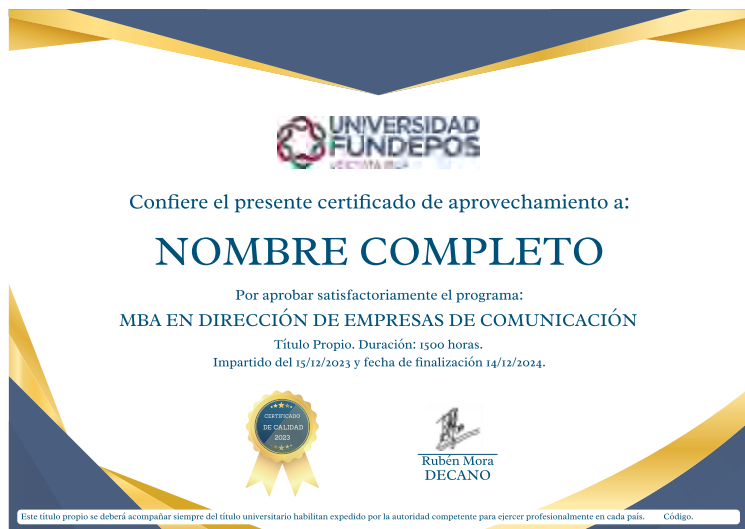 UNIVERSIDAD
FUNDEPOS
Confiere el presente certificado de aprovechamiento a:
NOMBRE COMPLETO
Por aprobar satisfactoriamente el programa:
MBA EN DIRECCIÓN DE EMPRESAS DE COMUNICACIÓN
Título Propio. Duración: 1500 horas.
Impartido del 15/12/2023 y fecha de finalización 14/12/2024.
CERTIFICADO
DE CALIDAD
2023
Rubén Mora
DECANO
Este título propio se deberá acompañar siempre del título universitario habilitan expedido por la autoridad competente para ejercer profesionalmente en cada país. Código.